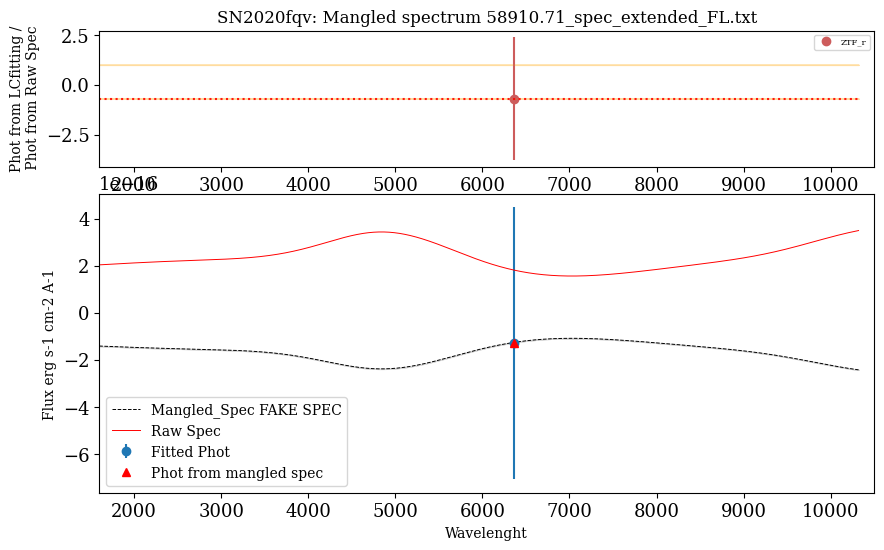 SN2020fqv: Mangled spectrum 58910.71_spec_extended_FL.txt
Phot from LCfitting /
Phot from Raw Spec
2.5
0.0
−2.5
ZTF_r
2000 3000 4000 5000 6000 7000 8000 9000 10000
1e−16
Flux erg s-1 cm-2 A-1
4
2
0
−2
−4
−6
Mangled_Spec FAKE SPEC
Raw Spec
Fitted Phot
Phot from mangled spec
2000 3000 4000 5000 6000 7000 8000 9000 10000
Wavelenght